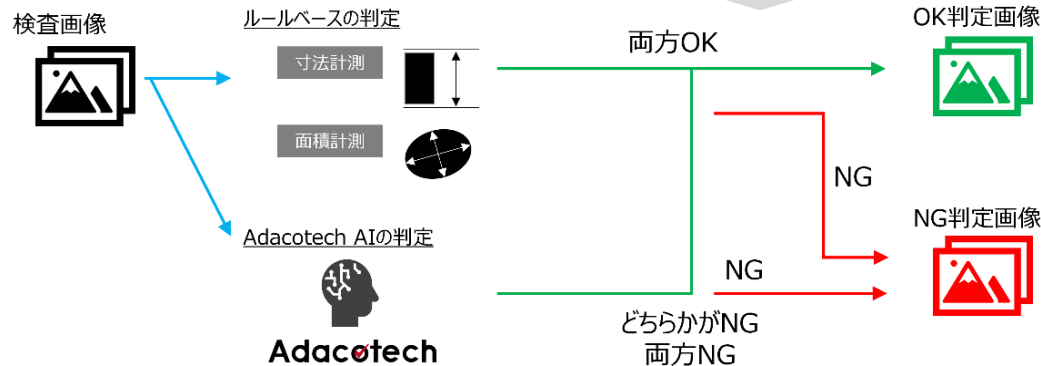 検査画像
ルールベースの判定
寸法計測
面積計測
Adacotech AIの判定
Adacotech
両方OK
NG
NG
どちらかがNG
両方NG
OK判定画像
NG判定画像